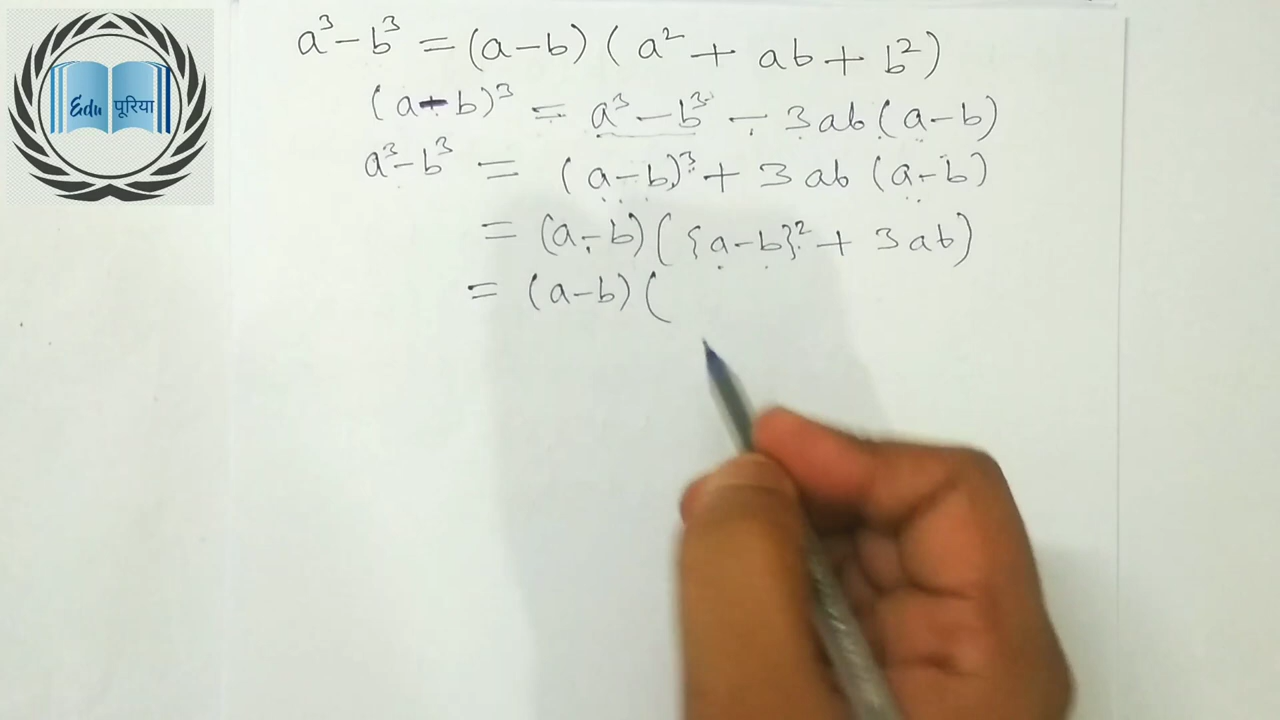 Edu पूरिया
a³ - b³ = (a - b) ( a² + ab + b²)
(a - b)³ = a³ - b³ - 3ab(a - b)
a³ - b³ = (a - b)³ + 3ab (a - b)
= (a - b) ( {a - b}² + 3ab)
= (a - b) (